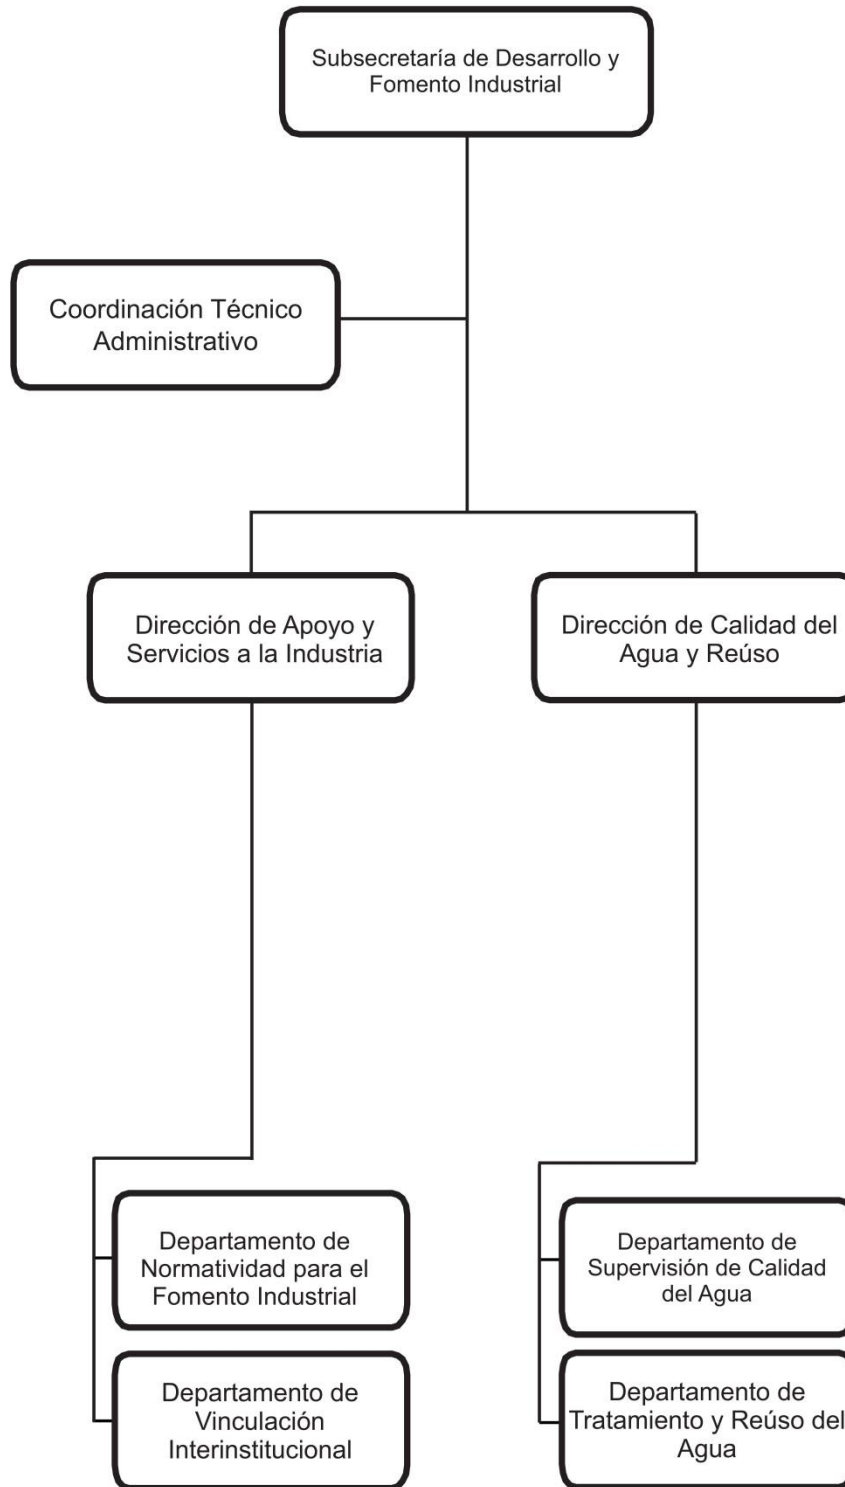 Subsecretaría de Desarrollo y
Fomento Industrial
Coordinación Técnico
Administrativo
Dirección de Apoyo y
Servicios a la Industria
Dirección de Calidad del
Agua y Reúso
Departamento de
Normatividad para el
Fomento Industrial
Departamento de
Supervisión de Calidad
del Agua
Departamento de
Vinculación
Interinstitucional
Departamento de
Tratamiento y Reúso del
Agua